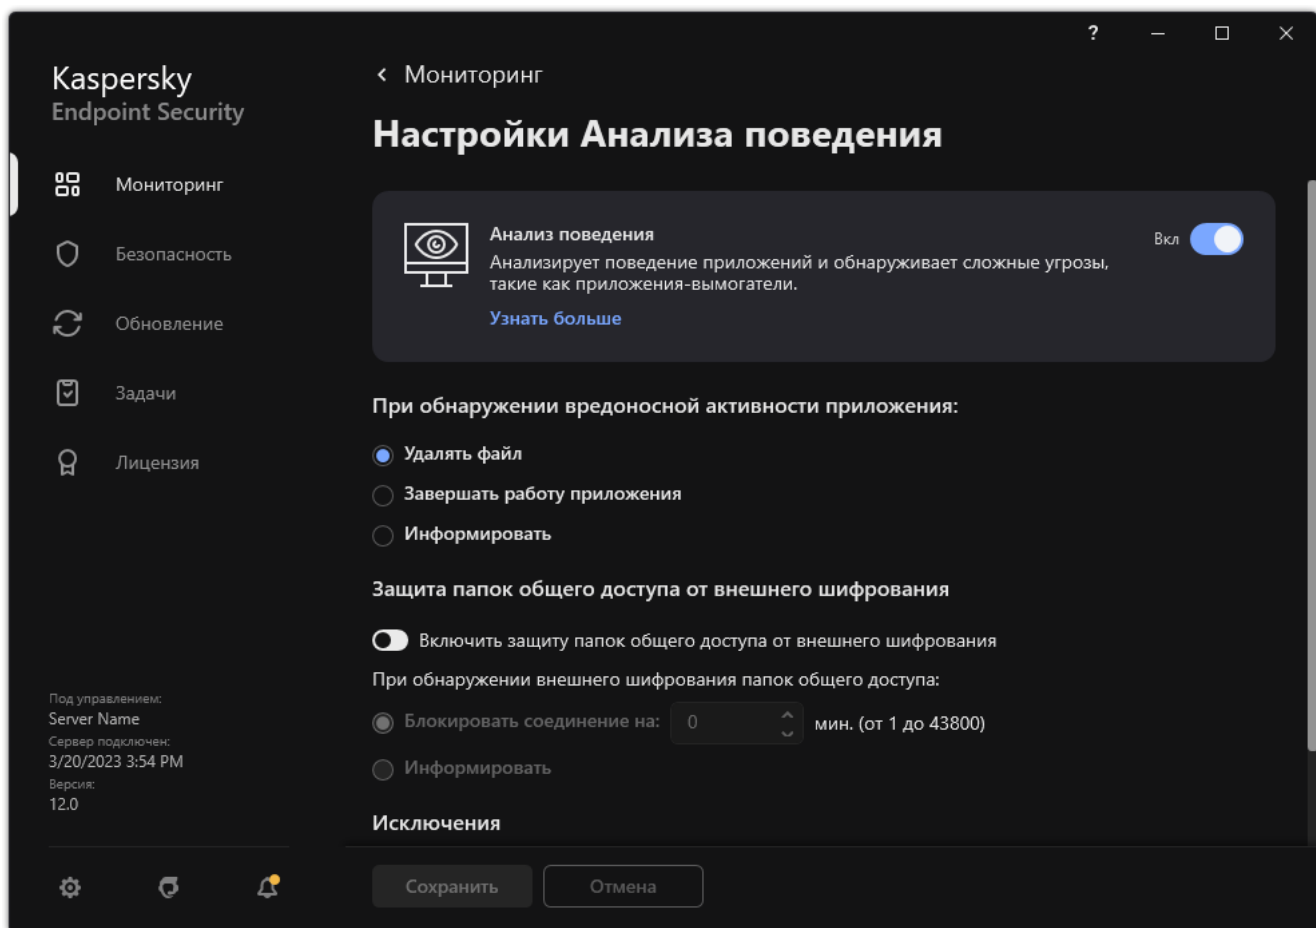 ?
Kaspersky
Endpoint Security
Мониторинг
Безопасность
Обновление
Задачи
Лицензия
Под управлением:
Server Name
Сервер подключен:
3/20/2023 3:54 PM
Версия:
12.0
Мониторинг
Настройки Анализа поведения
Анализ поведения
Вкл
Анализирует поведение приложений и обнаруживает сложные угрозы,
такие как приложения-вымогатели.
Узнать больше
При обнаружении вредоносной активности приложения:
Удалять файл
Завершать работу приложения
Информировать
Защита папок общего доступа от внешнего шифрования
Включить защиту папок общего доступа от внешнего шифрования
При обнаружении внешнего шифрования папок общего доступа:
Блокировать соединение на: 0 мин. (от 1 до 43800)
Информировать
Исключения
Сохранить
Отмена